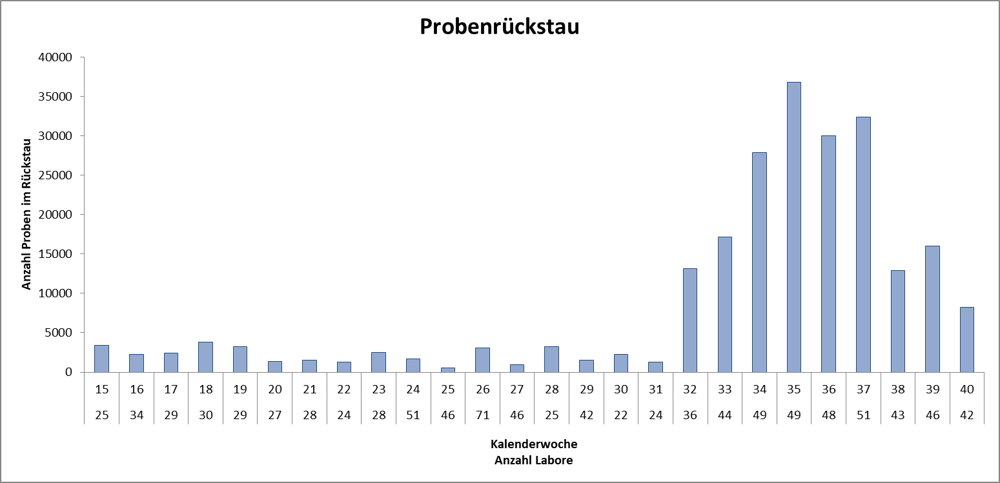 Probenrückstau
Anzahl Proben im Rückstau
40000
35000
30000
25000
20000
15000
10000
5000
0
15 16 17 18 19 20 21 22 23 24 25 26 27 28 29 30 31 32 33 34 35 36 37 38 39 40
25 34 29 30 29 27 28 24 28 51 46 71 46 25 42 22 24 36 44 49 49 48 51 43 46 42
Kalenderwoche
Anzahl Labore